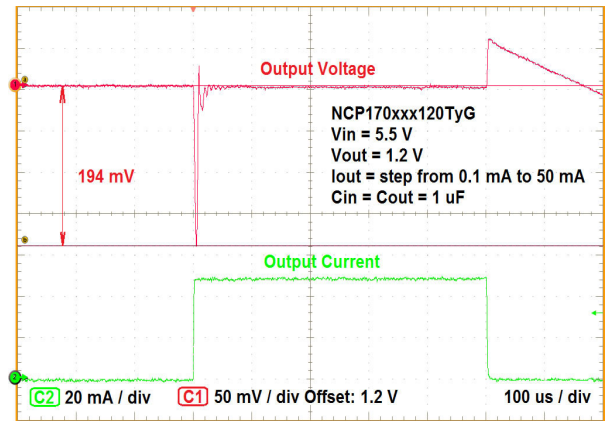 Output Voltage
NCP170xxx120TyG
Vin = 5.5 V
Vout = 1.2 V
Iout = step from 0.1 mA to 50 mA
Cin = Cout = 1 uF
194 mV
Output Current
C2 20 mA / div C1 50 mV / div Offset: 1.2 V 100 us / div
1
a
b
2